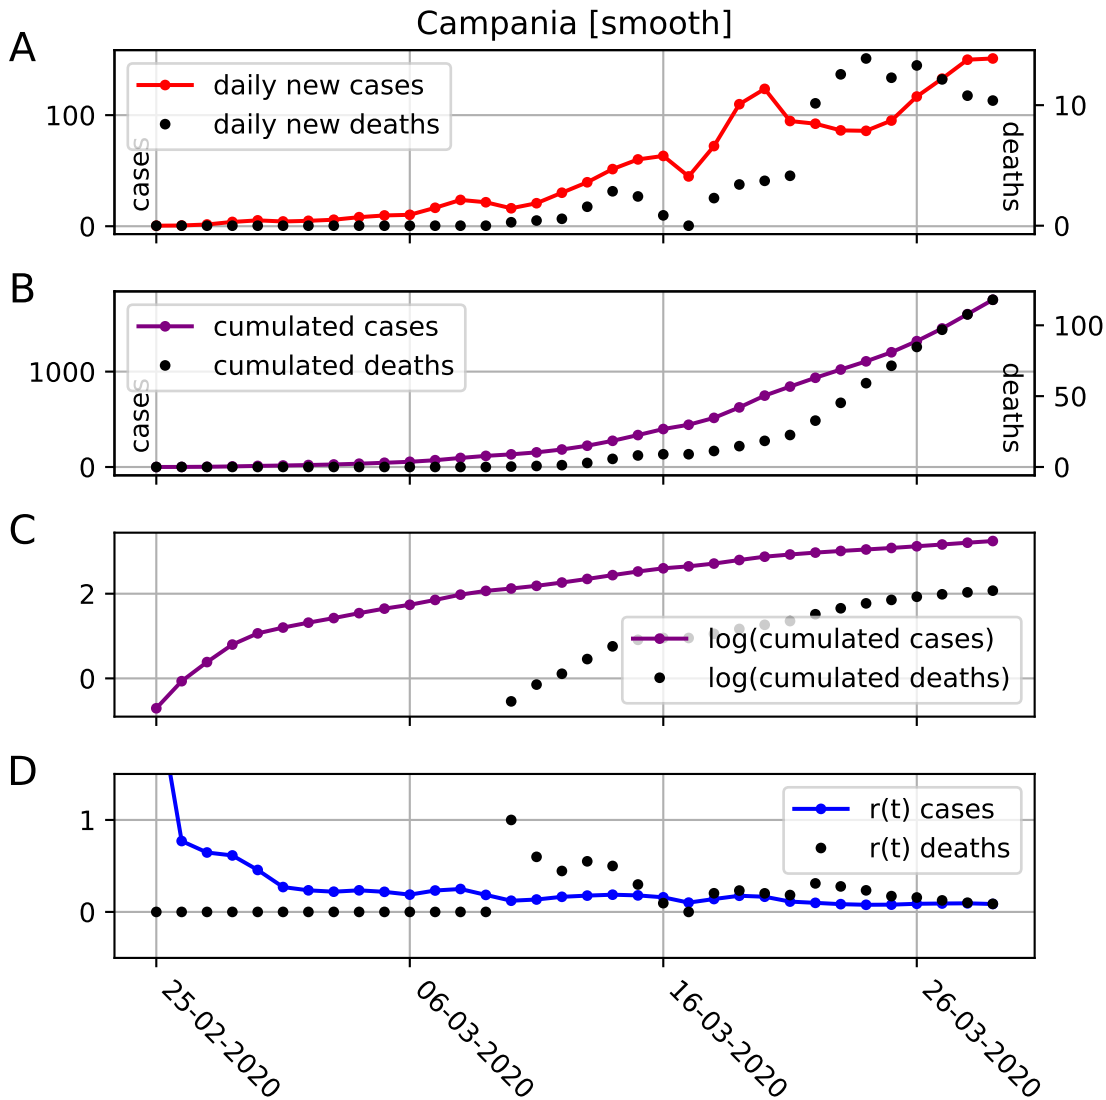 Campania [smooth]
A
daily new cases
daily new deaths
100
0
cases
10
0
deaths
B
cumulated cases
cumulated deaths
1000
0
cases
100
50
0
deaths
C
2
0
log(cumulated cases)
log(cumulated deaths)
D
1
0
r(t) cases
r(t) deaths
25-02-2020
06-03-2020
16-03-2020
26-03-2020